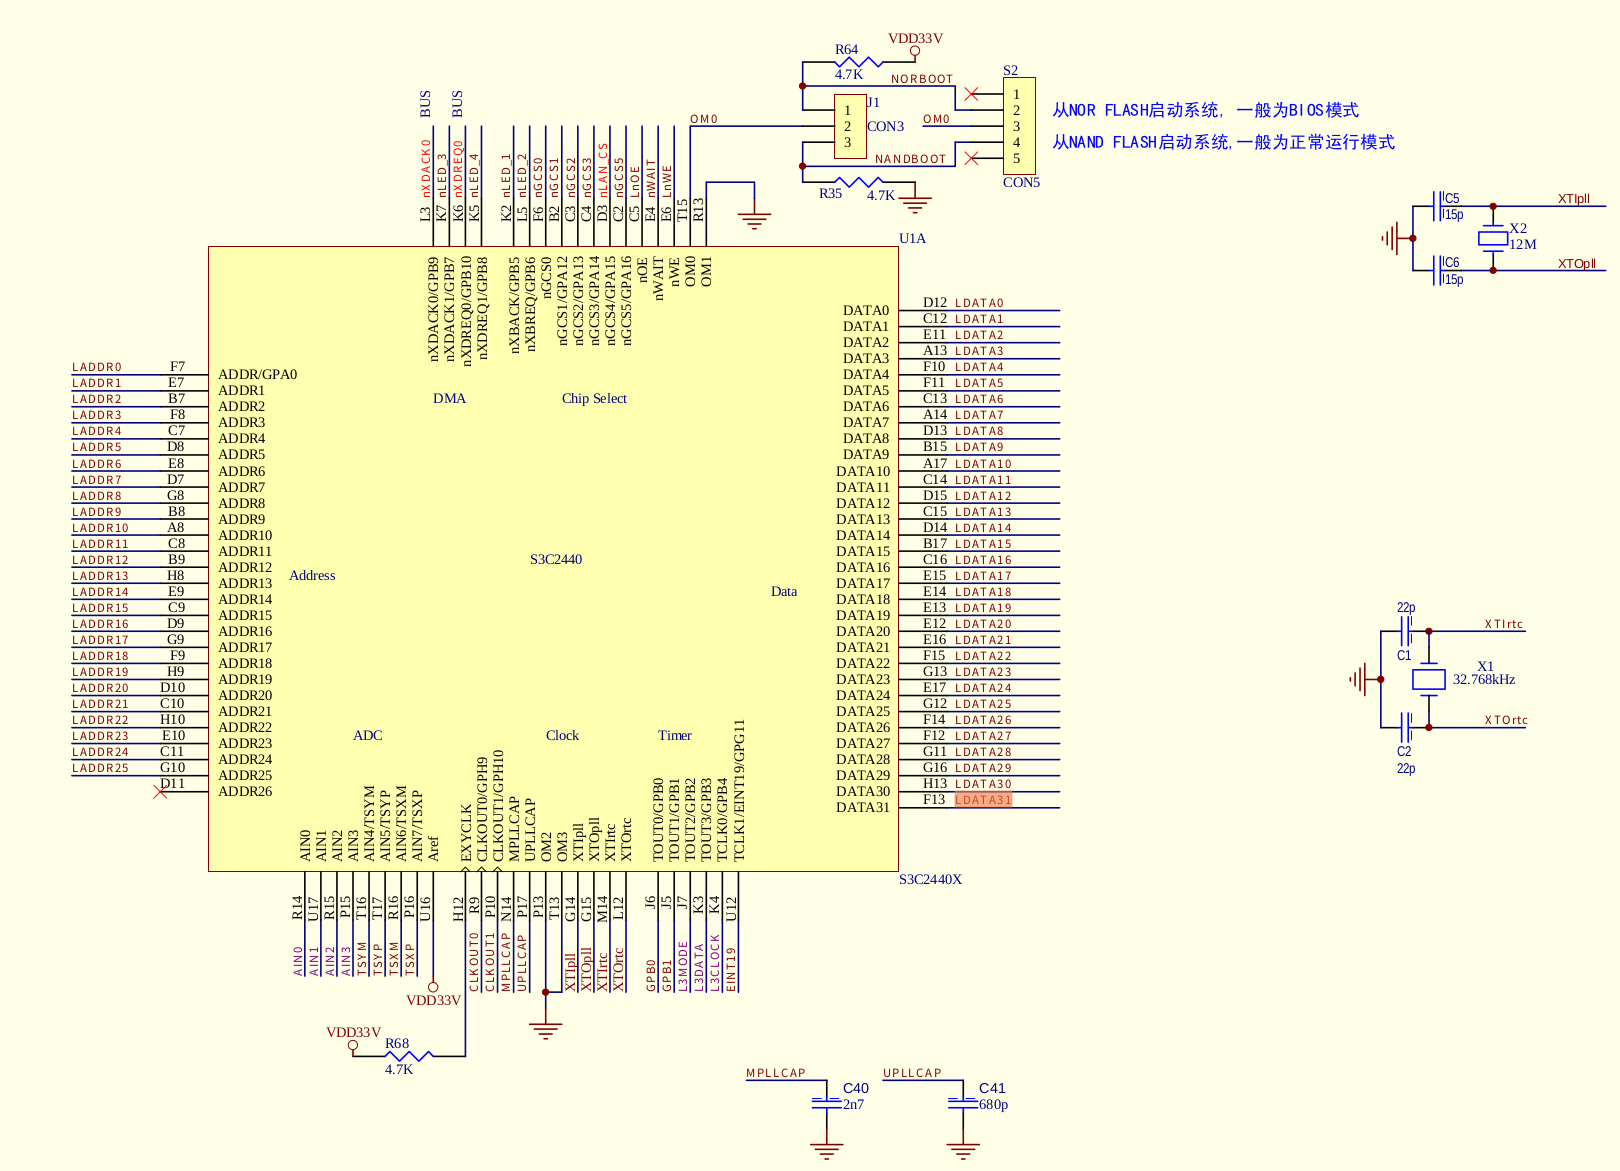 VDD33V
R64
4.7K
NORBOOT
S2
1
2
3
4
5
CON5
J1
1
2
3
CON3
OM0
OM0
NANDBOOT
R35
4.7K
从NOR FLASH启动系统, 一般为BIOS模式
从NAND FLASH启动系统,一般为正常运行模式
BUS
BUS
L3 nXDACK0
K7 nLED_3
K6 nXDREQ0
K5 nLED_4
K2 nLED_1
L5 nLED_2
F6 nGCS0
B2 nGCS1
C3 nGCS2
C4 nGCS3
D3 nLAN_CS
C2 nGCS5
C5 LnOE
E4 nWAIT
E6 LnWE
T15
R13
U1A
nXDACK0/GPB9
nXDACK1/GPB7
nXDREQ0/GPB10
nXDREQ1/GPB8
nXBACK/GPB5
nXBREQ/GPB6
nGCS0
nGCS1/GPA12
nGCS2/GPA13
nGCS3/GPA14
nGCS4/GPA15
nGCS5/GPA16
nOE
nWAIT
nWE
OM0
OM1
DMA
Chip Select
LADDR0 F7 ADDR/GPA0
LADDR1 E7 ADDR1
LADDR2 B7 ADDR2
LADDR3 F8 ADDR3
LADDR4 C7 ADDR4
LADDR5 D8 ADDR5
LADDR6 E8 ADDR6
LADDR7 D7 ADDR7
LADDR8 G8 ADDR8
LADDR9 B8 ADDR9
LADDR10 A8 ADDR10
LADDR11 C8 ADDR11
LADDR12 B9 ADDR12
LADDR13 H8 ADDR13
LADDR14 E9 ADDR14
LADDR15 C9 ADDR15
LADDR16 D9 ADDR16
LADDR17 G9 ADDR17
LADDR18 F9 ADDR18
LADDR19 H9 ADDR19
LADDR20 D10 ADDR20
LADDR21 C10 ADDR21
LADDR22 H10 ADDR22
LADDR23 E10 ADDR23
LADDR24 C11 ADDR24
LADDR25 G10 ADDR25
D11 ADDR26
Address
S3C2440
Data
DATA0 D12 LDATA0
DATA1 C12 LDATA1
DATA2 E11 LDATA2
DATA3 A13 LDATA3
DATA4 F10 LDATA4
DATA5 F11 LDATA5
DATA6 C13 LDATA6
DATA7 A14 LDATA7
DATA8 D13 LDATA8
DATA9 B15 LDATA9
DATA10 A17 LDATA10
DATA11 C14 LDATA11
DATA12 D15 LDATA12
DATA13 C15 LDATA13
DATA14 D14 LDATA14
DATA15 B17 LDATA15
DATA16 C16 LDATA16
DATA17 E15 LDATA17
DATA18 E14 LDATA18
DATA19 E13 LDATA19
DATA20 E12 LDATA20
DATA21 E16 LDATA21
DATA22 F15 LDATA22
DATA23 G13 LDATA23
DATA24 E17 LDATA24
DATA25 G12 LDATA25
DATA26 F14 LDATA26
DATA27 F12 LDATA27
DATA28 G11 LDATA28
DATA29 G16 LDATA29
DATA30 H13 LDATA30
DATA31 F13 LDATA31
S3C2440X
ADC
Clock
Timer
AIN0 R14 AIN0
AIN1 U17 AIN1
AIN2 R15 AIN2
AIN3 P15 AIN3
AIN4/TSYM T16 TSYM
AIN5/TSYP T17 TSYP
AIN6/TSXM R16 TSXM
AIN7/TSXP P16 TSXP
Aref U16
EXYCLK H12
CLKOUT0/GPH9 R9 CLKOUT0
CLKOUT1/GPH10 P10 CLKOUT1
MPLLCAP N14 MPLLCAP
UPLLCAP P17 UPLLCAP
OM2 P13
OM3 T13
XTIpll G14 XTIpll
XTOpll G15 XTOpll
XTIrtc M14 XTIrtc
XTOrtc L12 XTOrtc
TOUT0/GPB0 J6 GPB0
TOUT1/GPB1 J5 GPB1
TOUT2/GPB2 J7 L3MODE
TOUT3/GPB3 K3 L3DATA
TCLK0/GPB4 K4 L3CLOCK
TCLK1/EINT19/GPG11 U12 EINT19
VDD33V
VDD33V
R68
4.7K
MPLLCAP
C40
2n7
UPLLCAP
C41
680p
C5
15p
XTIpll
X2
12M
C6
15p
XTOpll
22p
C1
XTIrtc
X1
32.768kHz
C2
22p
XTOrtc